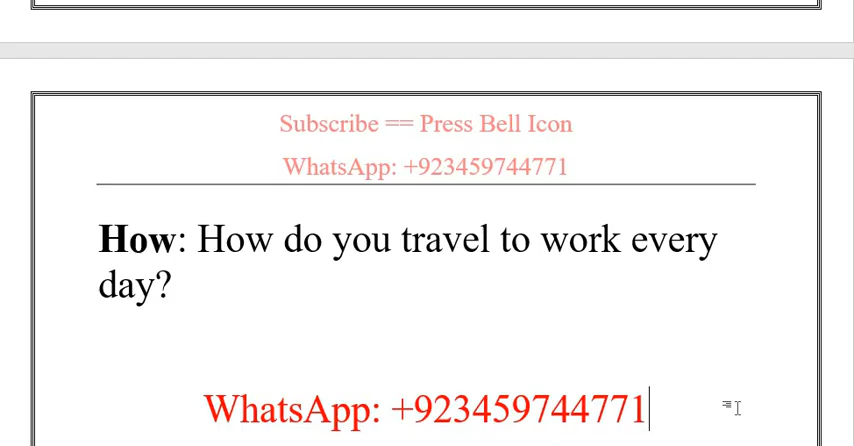 Subscribe == Press Bell Icon
WhatsApp: +923459744771
How: How do you travel to work every
day?
WhatsApp: +923459744771